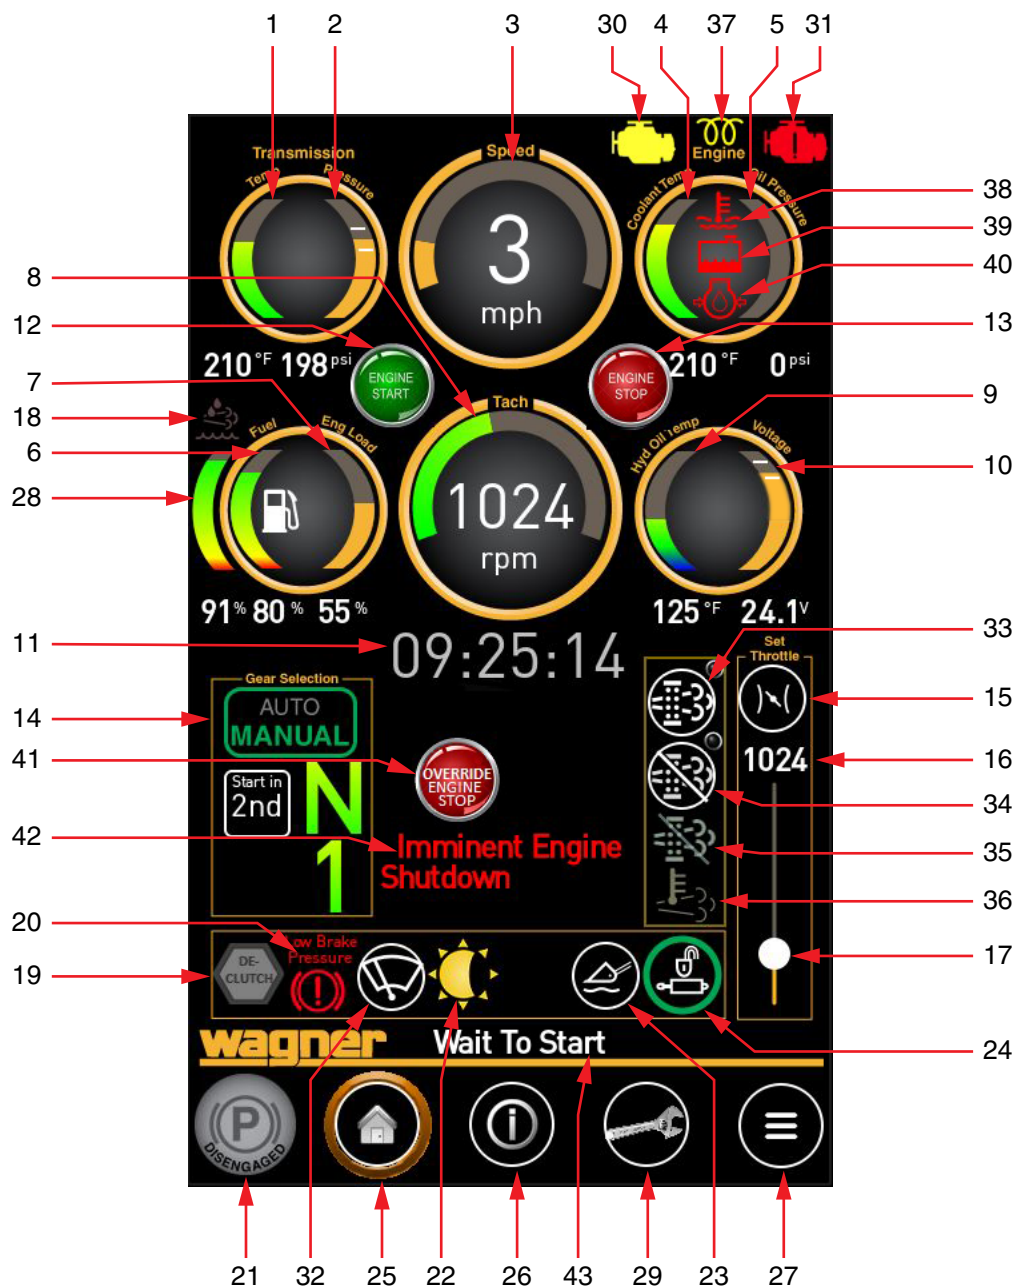 1 2 3 30 4 37 5 31
Transmission
Temp Pressure
Speed
Engine
Coolant Temp Oil Pressure
38
39
40
3
mph
8
12
13
210 °F 198 psi
ENGINE START
ENGINE STOP
210 °F 0 psi
7
18
6
28
9
10
Fuel Eng Load
Tach
Hyd Oil Temp Voltage
1024
rpm
91 % 80 % 55 %
125 °F 24.1 V
11
09:25:14
33
Set
Throttle
15
Gear Selection
14
AUTO
MANUAL
41
OVERRIDE
ENGINE
STOP
1024
16
Start in
2nd
N
34
42
Imminent Engine
Shutdown
1
35
36
20
Low Brake
Pressure
19
DE-
CLUTCH
17
24
wagner
Wait To Start
P
DISENGAGED
21 32 25 22 26 43 29 23 27